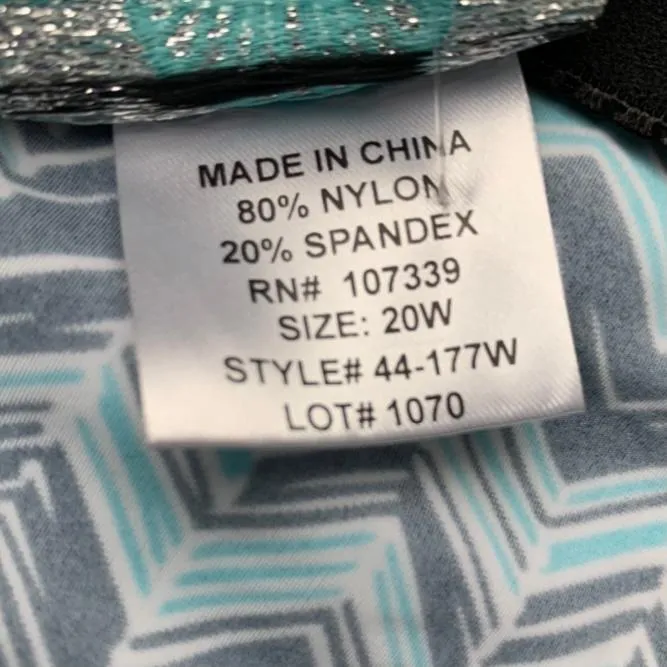 MADE IN CHINA
80% NYLON
20% SPANDEX
RN# 107339
SIZE: 20W
STYLE# 44-177W
LOT# 1070